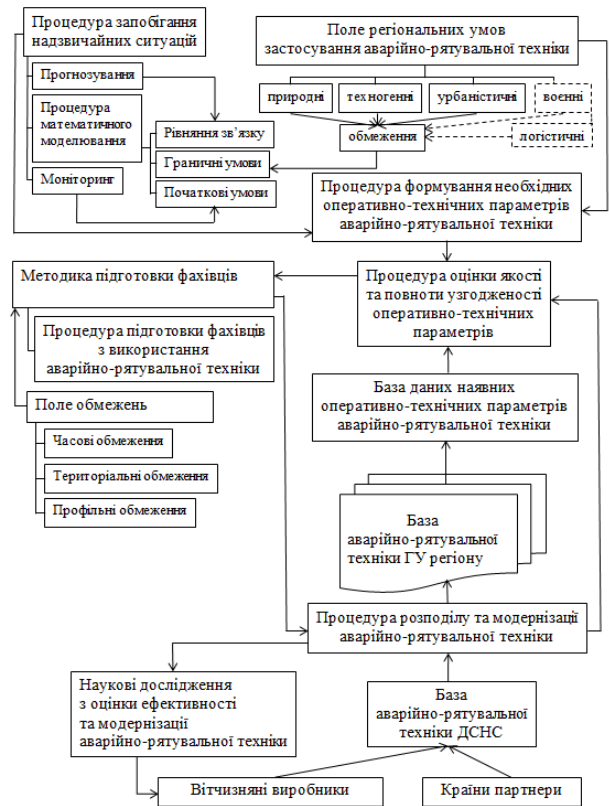 Процедура запобігання
надзвичайних ситуацій
Прогнозування
Процедура
математичного
моделювання
Моніторинг
Рівняння зв’язку
Граничні умови
Початкові умови
Поле регіональних умов
застосування аварійно-рятувальної техніки
природні
техногенні
урбаністичні
воєнні
обмеження
логістичні
Процедура формування необхідних
оперативно-технічних параметрів
аварійно-рятувальної техніки
Методика підготовки фахівців
Процедура підготовки фахівців
з використання
аварійно-рятувальної техніки
Поле обмежень
Часові обмеження
Територіальні обмеження
Профільні обмеження
Процедура оцінки якості
та повноти узгодженості
оперативно-технічних
параметрів
База даних наявних
оперативно-технічних параметрів
аварійно-рятувальної техніки
База
аварійно-рятувальної
техніки ГУ регіону
Процедура розподілу та модернізації
аварійно-рятувальної техніки
Наукові дослідження
з оцінки ефективності
та модернізації
аварійно-рятувальної техніки
База
аварійно-рятувальної
техніки ДСНС
Вітчизняні виробники
Країни партнери